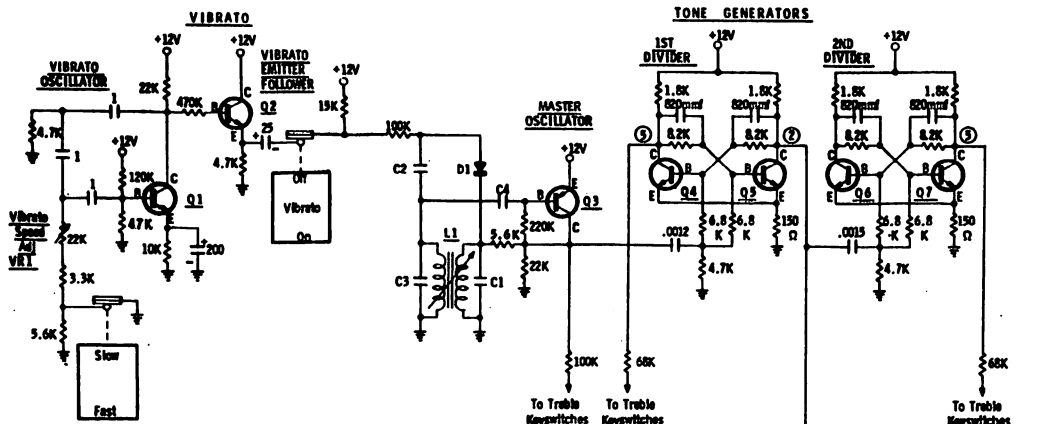 VIBRATO
TONE GENERATORS
+12V
+12V
VIBRATO
OSCILLATOR
VIBRATO
EMITTER
FOLLOWER
+12V
1ST
DIVIDER
+12V
2ND
DIVIDER
+12V
22K
C
470K
B
Q2
E
1
4.7K
+12V
1
15K
100K
MASTER
OSCILLATOR
+12V
1.8K
820mmf
1.8K
820mmf
1.8K
820mmf
1.8K
820mmf
5
8.2K
8.2K
2
8.2K
8.2K
5
+
25
-
4.7K
Off
Vibrato
On
C2
D1
C4
B
E
Q3
C
C
B
E
Q4
Q5
C
E
C
B
E
Q6
Q7
C
E
1
120K
B
C
Q1
E
4.7K
Vibrato
Speed
Adj
VR1
22K
10K
+
200
-
220K
5.6K
22K
L1
C3
C1
.0012
6.8
K
6.8
K
150
Ω
4.7K
.0015
6.8
K
6.8
K
150
Ω
4.7K
3.3K
5.6K
Slow
Fast
100K
68K
68K
To Treble
Keyswitches
To Treble
Keyswitches
To Treble
Keyswitches